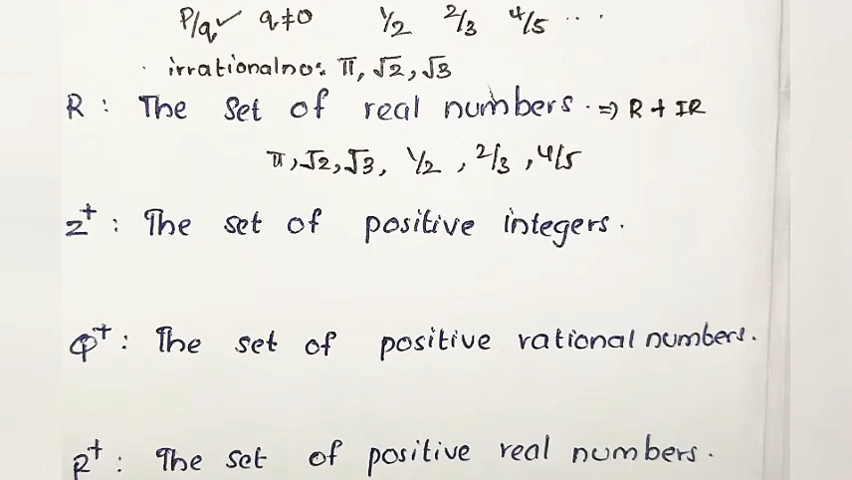 P/q✓ q≠0 1/2 2/3 4/5 ...
. irrational no: π, √2, √3
R : The set of real numbers. ⇒ R + IR
π, √2, √3, 1/2 , 2/3 , 4/5
z⁺ : The set of positive integers.
Q⁺ : The set of positive rational numbers.
R⁺ : The set of positive real numbers.